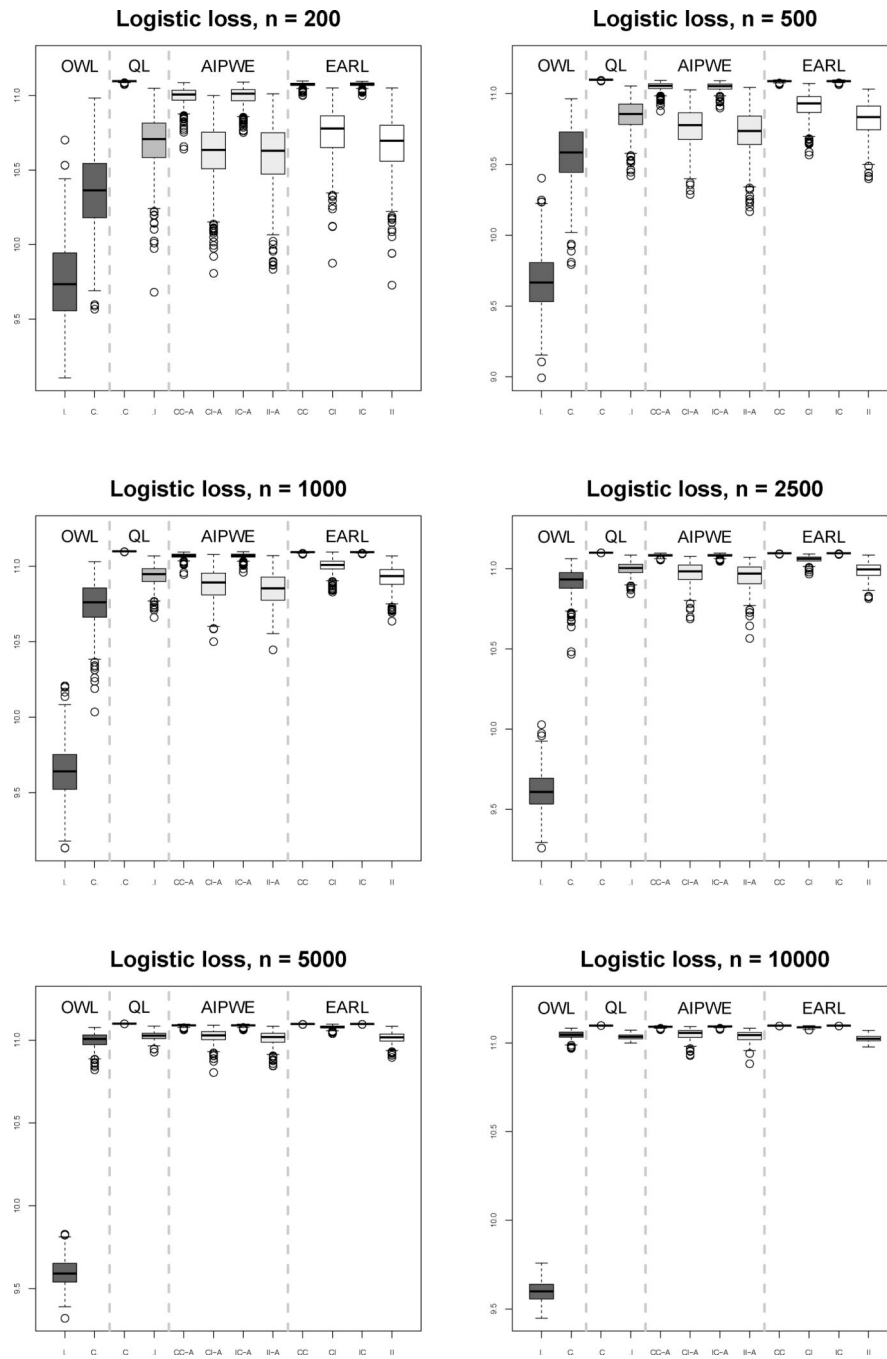 Logistic loss, n = 200
OWL QL AIPWE EARL
11.0
10.5
10.0
9.5
I. C. .C .I CC-A CI-A IC-A II-A CC CI IC II
Logistic loss, n = 500
OWL QL AIPWE EARL
11.0
10.5
10.0
9.5
9.0
I. C. .C .I CC-A CI-A IC-A II-A CC CI IC II
Logistic loss, n = 1000
OWL QL AIPWE EARL
11.0
10.5
10.0
9.5
I. C. .C .I CC-A CI-A IC-A II-A CC CI IC II
Logistic loss, n = 2500
OWL QL AIPWE EARL
11.0
10.5
10.0
9.5
I. C. .C .I CC-A CI-A IC-A II-A CC CI IC II
Logistic loss, n = 5000
OWL QL AIPWE EARL
11.0
10.5
10.0
9.5
I. C. .C .I CC-A CI-A IC-A II-A CC CI IC II
Logistic loss, n = 10000
OWL QL AIPWE EARL
11.0
10.5
10.0
9.5
I. C. .C .I CC-A CI-A IC-A II-A CC CI IC II